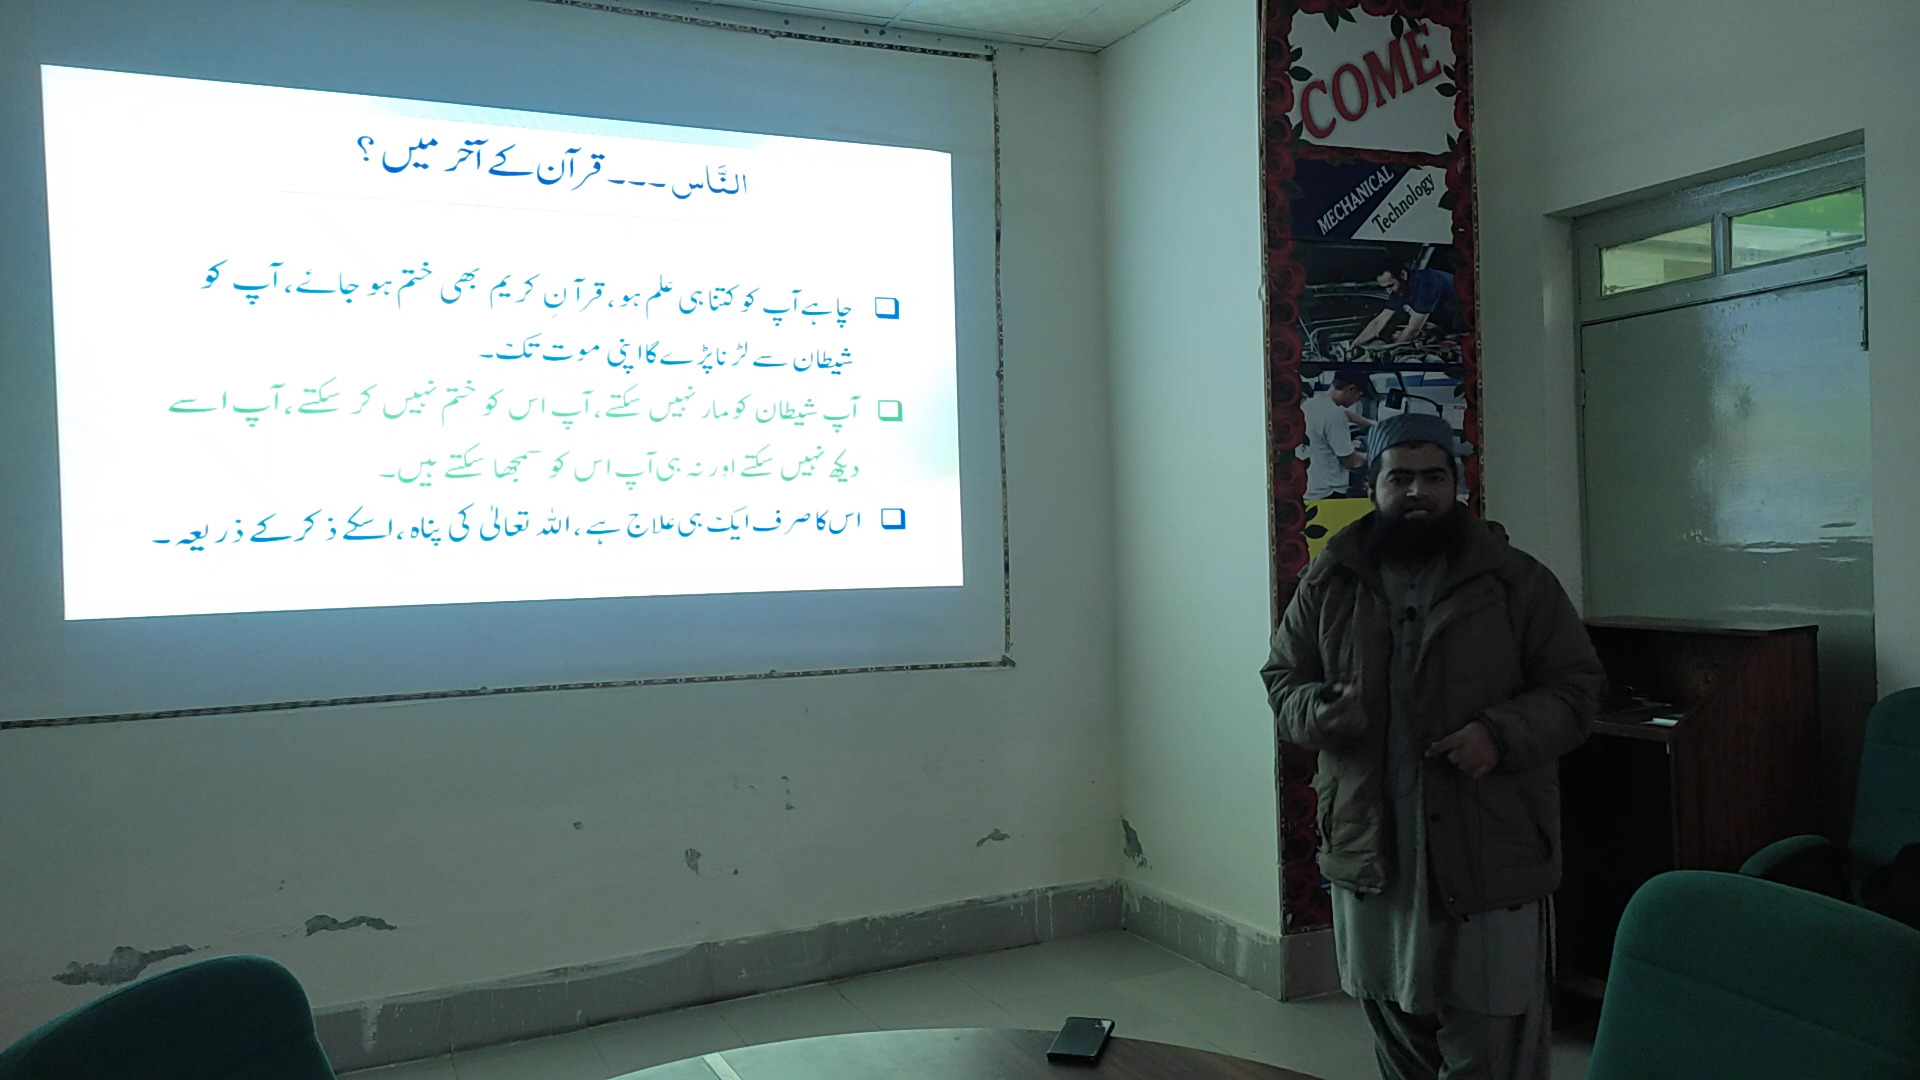 النَّاس ۔۔۔ قرآن کے آخر میں ؟
چاہے آپ کو کتنا ہی علم ہو، قرآنِ کریم بھی ختم ہو جائے، آپ کو
شیطان سے لڑنا پڑے گا اپنی موت تک۔
آپ شیطان کو مار نہیں سکتے، آپ اس کو ختم نہیں کر سکتے، آپ اسے
دیکھ نہیں سکتے اور نہ ہی آپ اس کو سمجھا سکتے ہیں۔
اس کا صرف ایک ہی علاج ہے، اللہ تعالیٰ کی پناہ، اسکے ذکر کے ذریعہ۔
COME
MECHANICAL
Technology